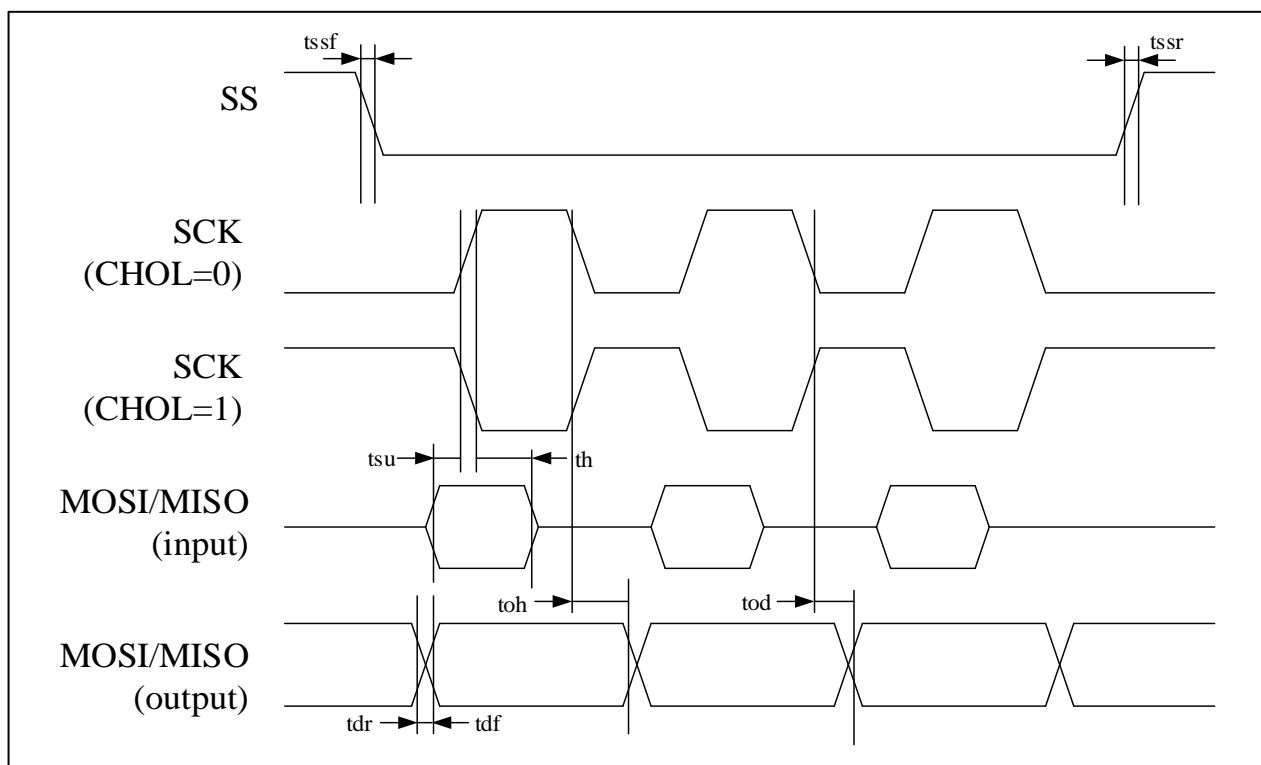 tssf
tssr
SS
SCK
(CHOL=0)
SCK
(CHOL=1)
tsu
th
MOSI/MISO
(input)
toh
tod
MOSI/MISO
(output)
tdr
tdf